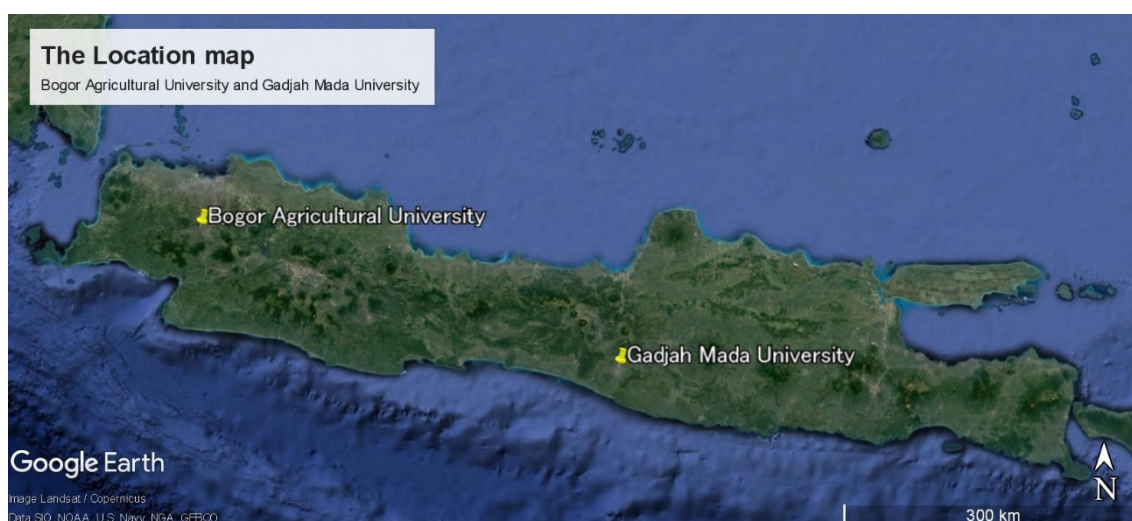 The Location map
Bogor Agricultural University and Gadjah Mada University
Bogor Agricultural University
Gadjah Mada University
Google Earth
Image Landsat / Copernicus
Data SIO, NOAA, U.S. Navy, NGA, GEBCO
N
300 km